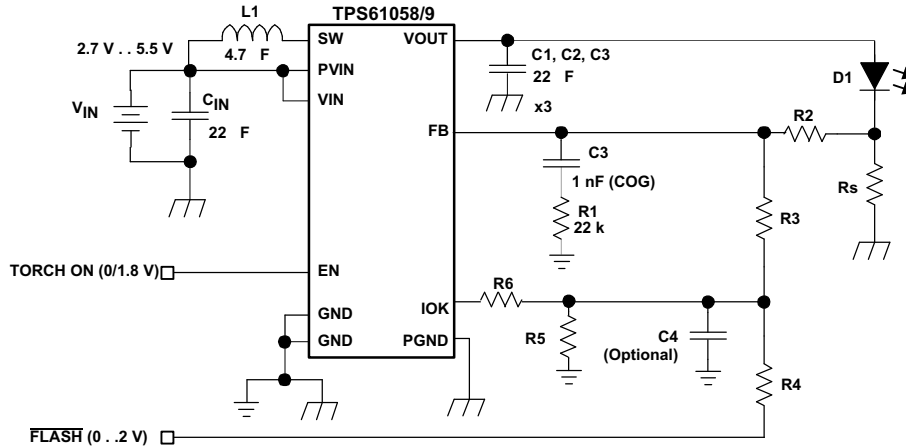 TPS61058/9
L1
4.7 F
SW
VOUT
2.7 V . . 5.5 V
PVIN
VIN
C1, C2, C3
22 F
x3
D1
VIN
CIN
22 F
FB
R2
C3
1 nF (COG)
R1
22 k
R3
Rs
TORCH ON (0/1.8 V)
EN
R6
IOK
GND
GND
PGND
R5
C4
(Optional)
R4
FLASH (0 . .2 V)